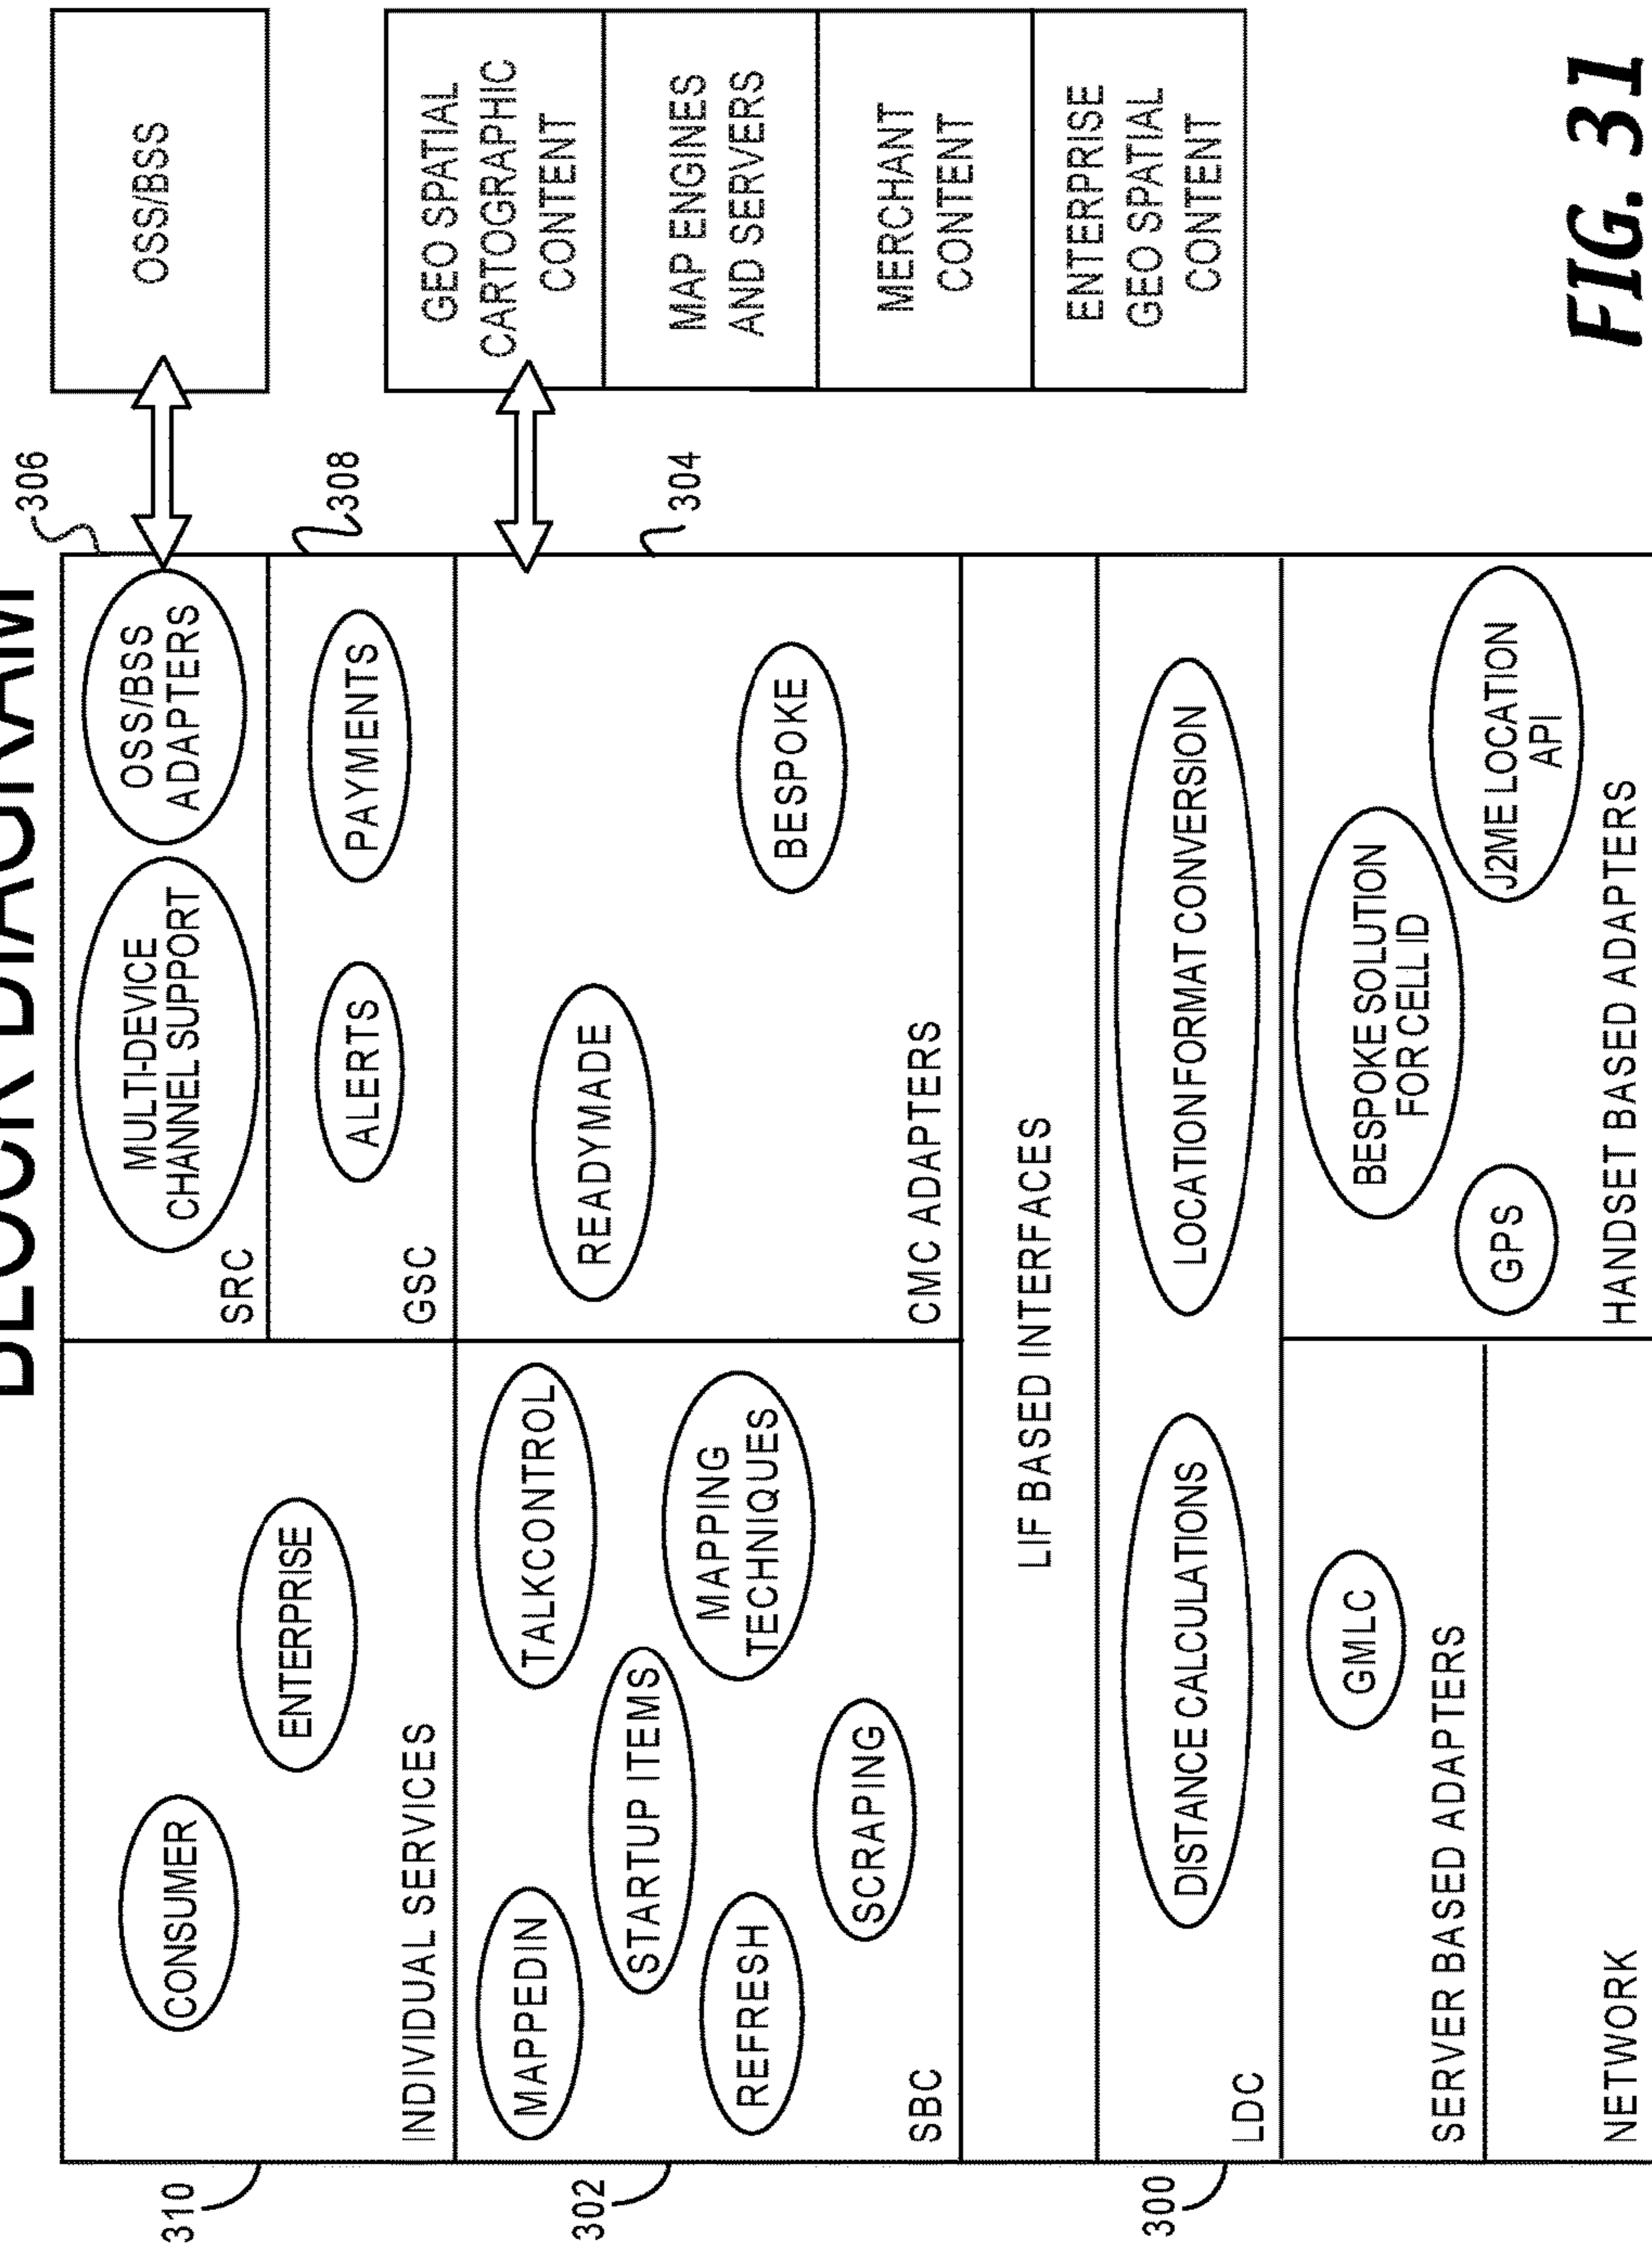 BLOCK DIAGRAM
310
CONSUMER
ENTERPRISE
INDIVIDUAL SERVICES
MULTI-DEVICE
CHANNEL SUPPORT
OSS/BSS
ADAPTERS
SRC
306
OSS/BSS
ALERTS
PAYMENTS
GSC
308
302
MAPPEDIN
TALKCONTROL
STARTUP ITEMS
REFRESH
MAPPING
TECHNIQUES
SCRAPING
SBC
READYMADE
BESPOKE
CMC ADAPTERS
304
GEO SPATIAL
CARTOGRAPHIC
CONTENT
MAP ENGINES
AND SERVERS
MERCHANT
CONTENT
ENTERPRISE
GEO SPATIAL
CONTENT
LIF BASED INTERFACES
300
DISTANCE CALCULATIONS
LOCATION FORMAT CONVERSION
LDC
GMLC
SERVER BASED ADAPTERS
NETWORK
BESPOKE SOLUTION
FOR CELL ID
GPS
J2ME LOCATION
API
HANDSET BASED ADAPTERS
FIG. 31